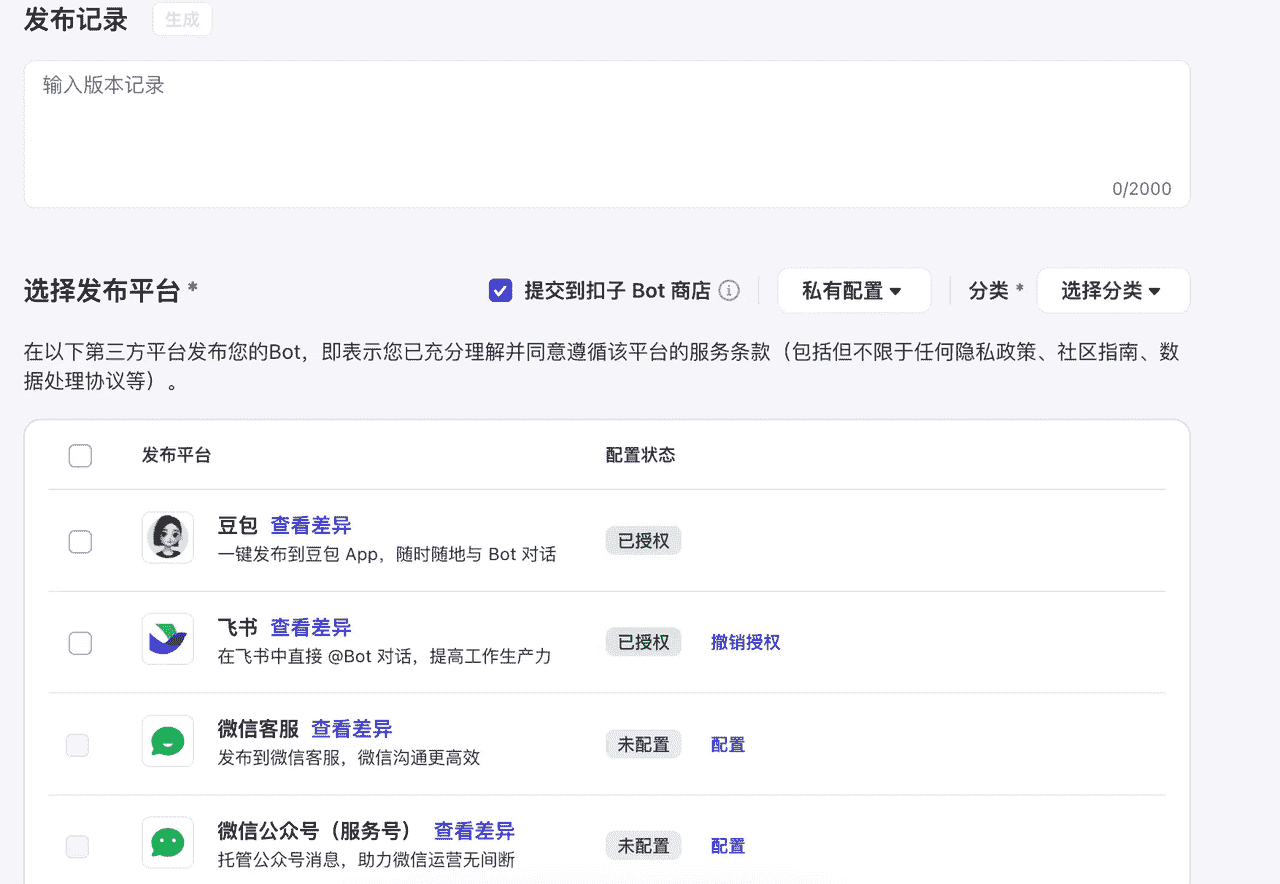 发布记录 生成
输入版本记录
0/2000
选择发布平台 * 提交到扣子 Bot 商店 私有配置 分类 * 选择分类
在以下第三方平台发布您的Bot，即表示您已充分理解并同意遵循该平台的服务条款（包括但不限于任何隐私政策、社区指南、数
据处理协议等）。
发布平台 配置状态
豆包 查看差异
一键发布到豆包 App，随时随地与 Bot 对话
已授权
飞书 查看差异
在飞书中直接 @Bot 对话，提高工作生产力
已授权 撤销授权
微信客服 查看差异
发布到微信客服，微信沟通更高效
未配置 配置
微信公众号（服务号） 查看差异
托管公众号消息，助力微信运营无间断
未配置 配置